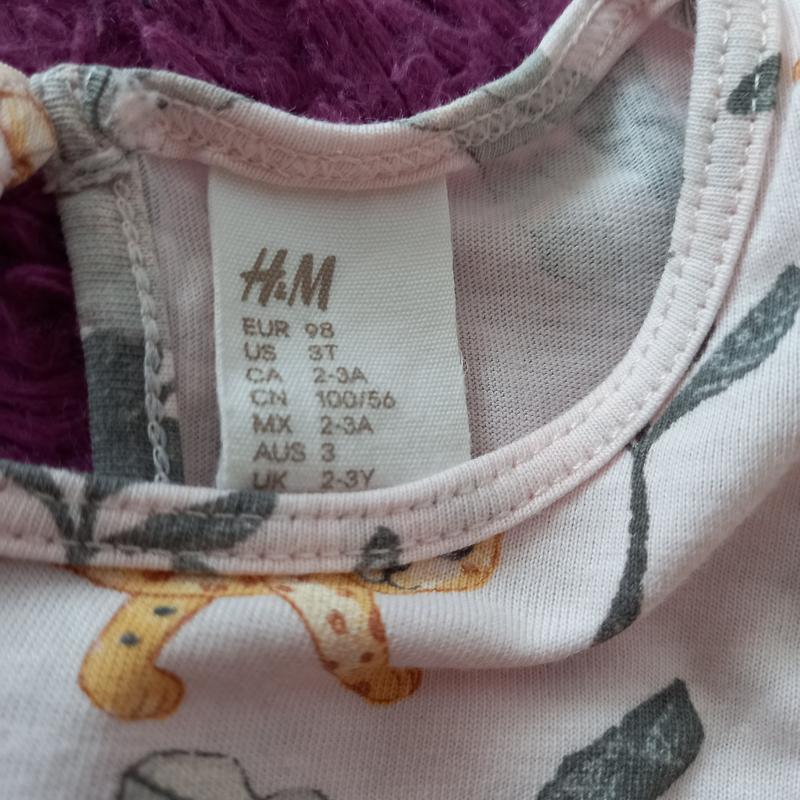 H&M
EUR 98
US 3T
CA 2-3A
CN 100/56
MX 2-3A
AUS 3
UK 2-3Y